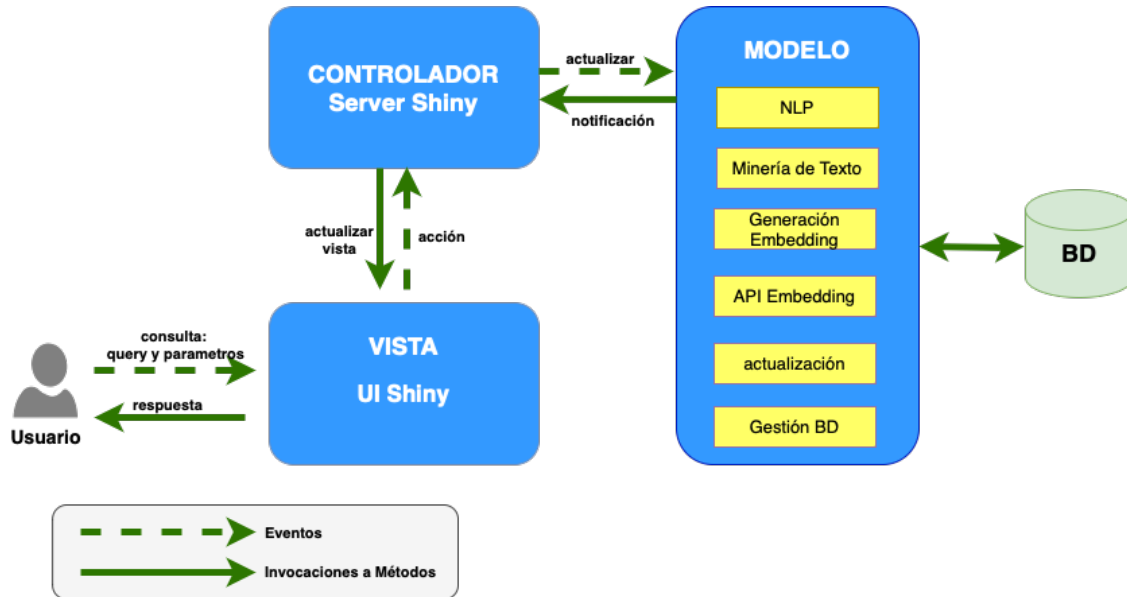 CONTROLADOR
Server Shiny
actualizar
notificación
MODELO
NLP
Minería de Texto
Generación
Embedding
API Embedding
actualización
Gestión BD
BD
actualizar
vista
acción
VISTA
UI Shiny
consulta:
query y parametros
respuesta
Usuario
Eventos
Invocaciones a Métodos